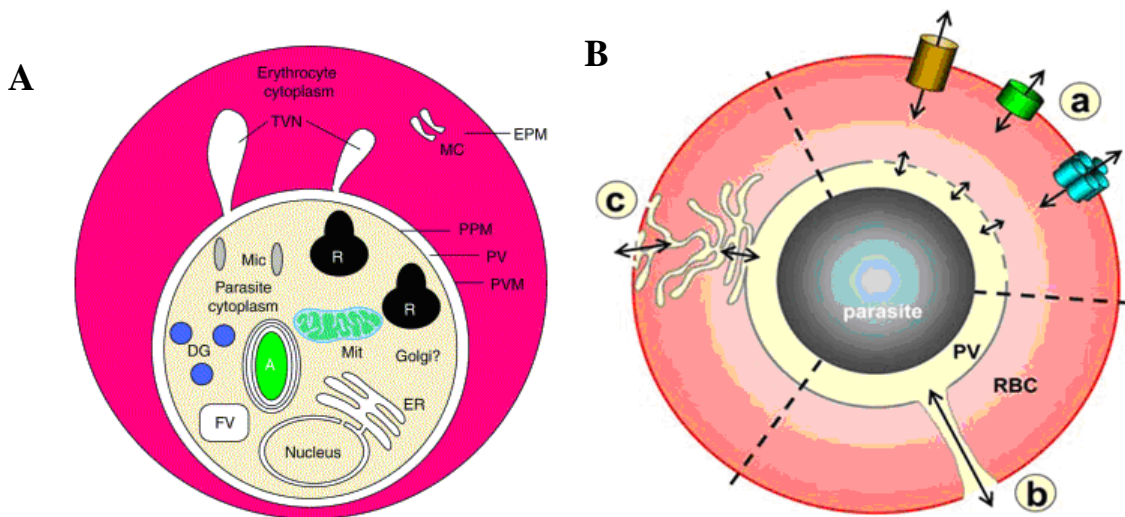 A
Erythrocyte
cytoplasm
TVN
MC
EPM
PPM
PV
PVM
R
R
Mic
Parasite
cytoplasm
DG
A
Mit
Golgi?
FV
ER
Nucleus
B
a
c
parasite
PV
RBC
b